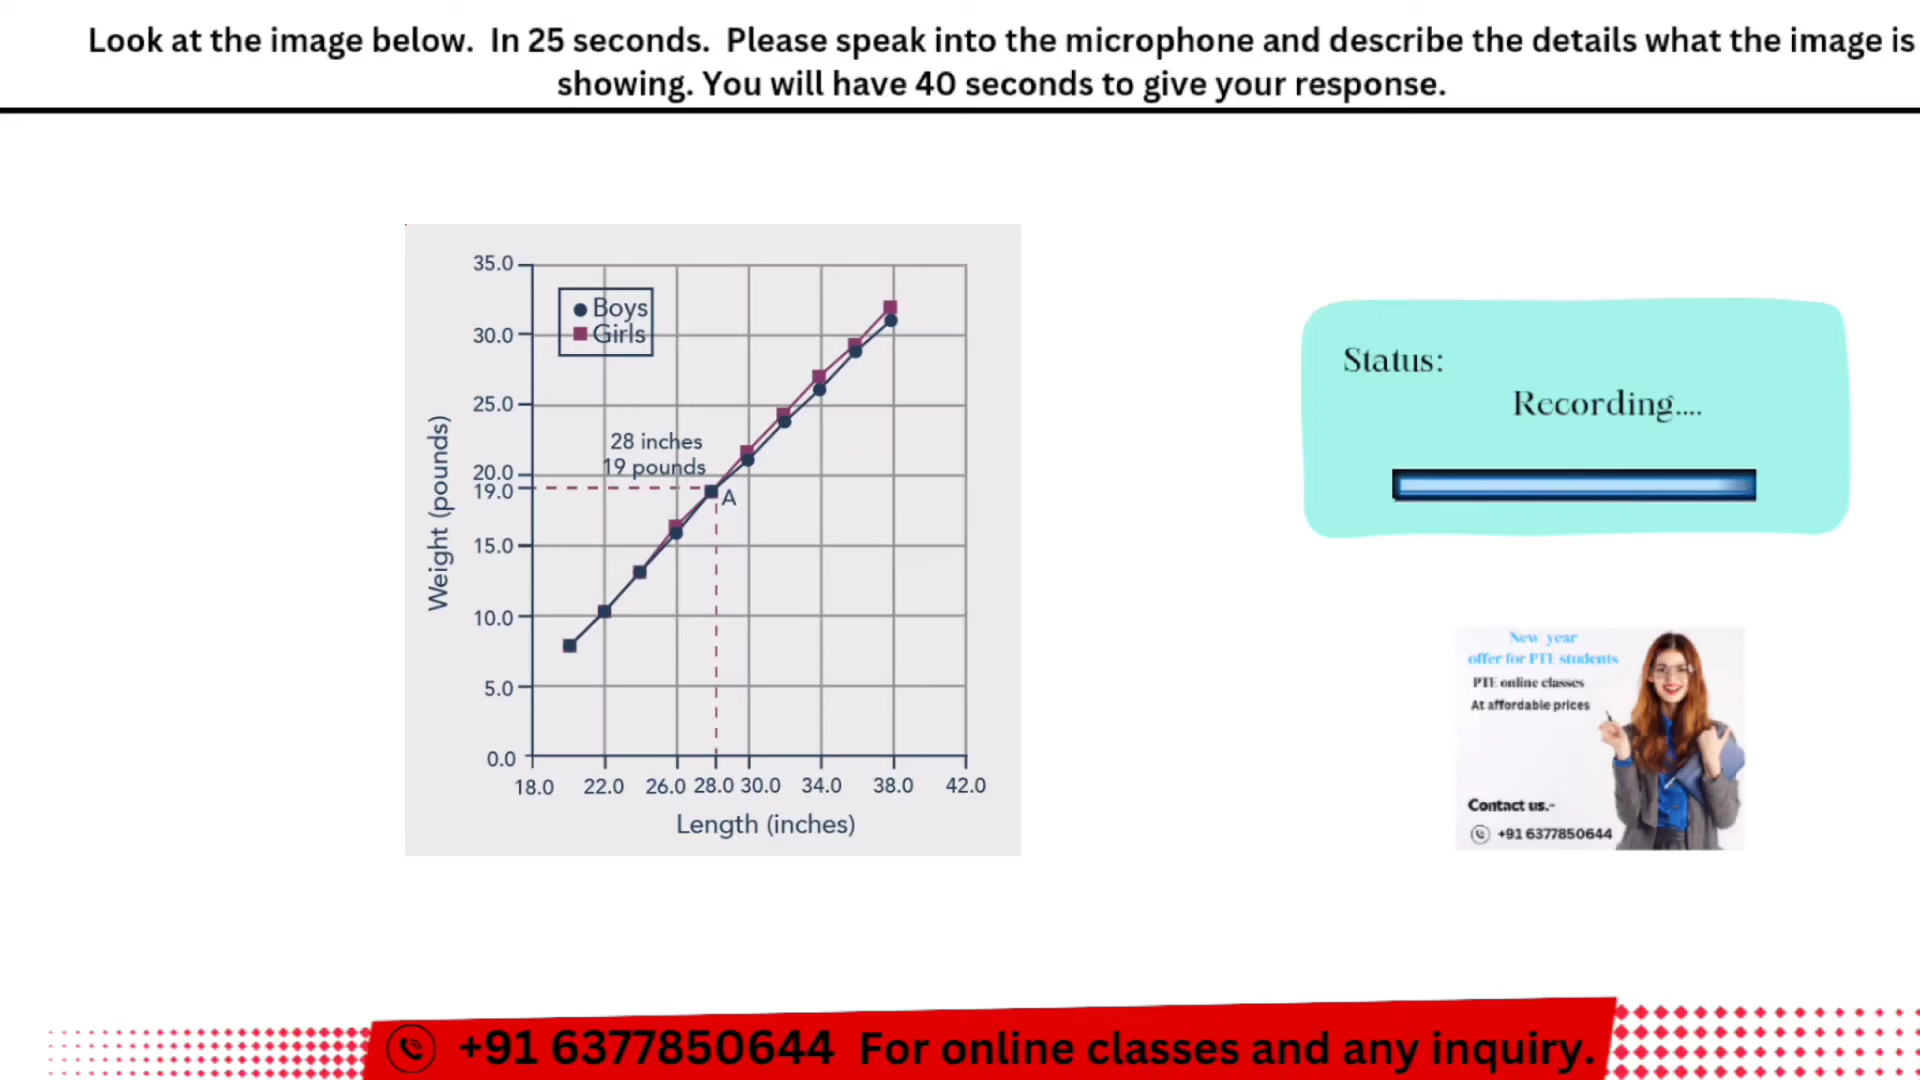 Look at the image below. In 25 seconds. Please speak into the microphone and describe the details what the image is
showing. You will have 40 seconds to give your response.
35.0
30.0
25.0
20.0
19.0
15.0
10.0
5.0
0.0
Weight (pounds)
Boys
Girls
28 inches
19 pounds
A
18.0 22.0 26.0 28.0 30.0 34.0 38.0 42.0
Length (inches)
Status:
Recording....
New year
offer for PTE students
PTE online classes
At affordable prices
Contact us.-
+91 6377850644
+91 6377850644 For online classes and any inquiry.